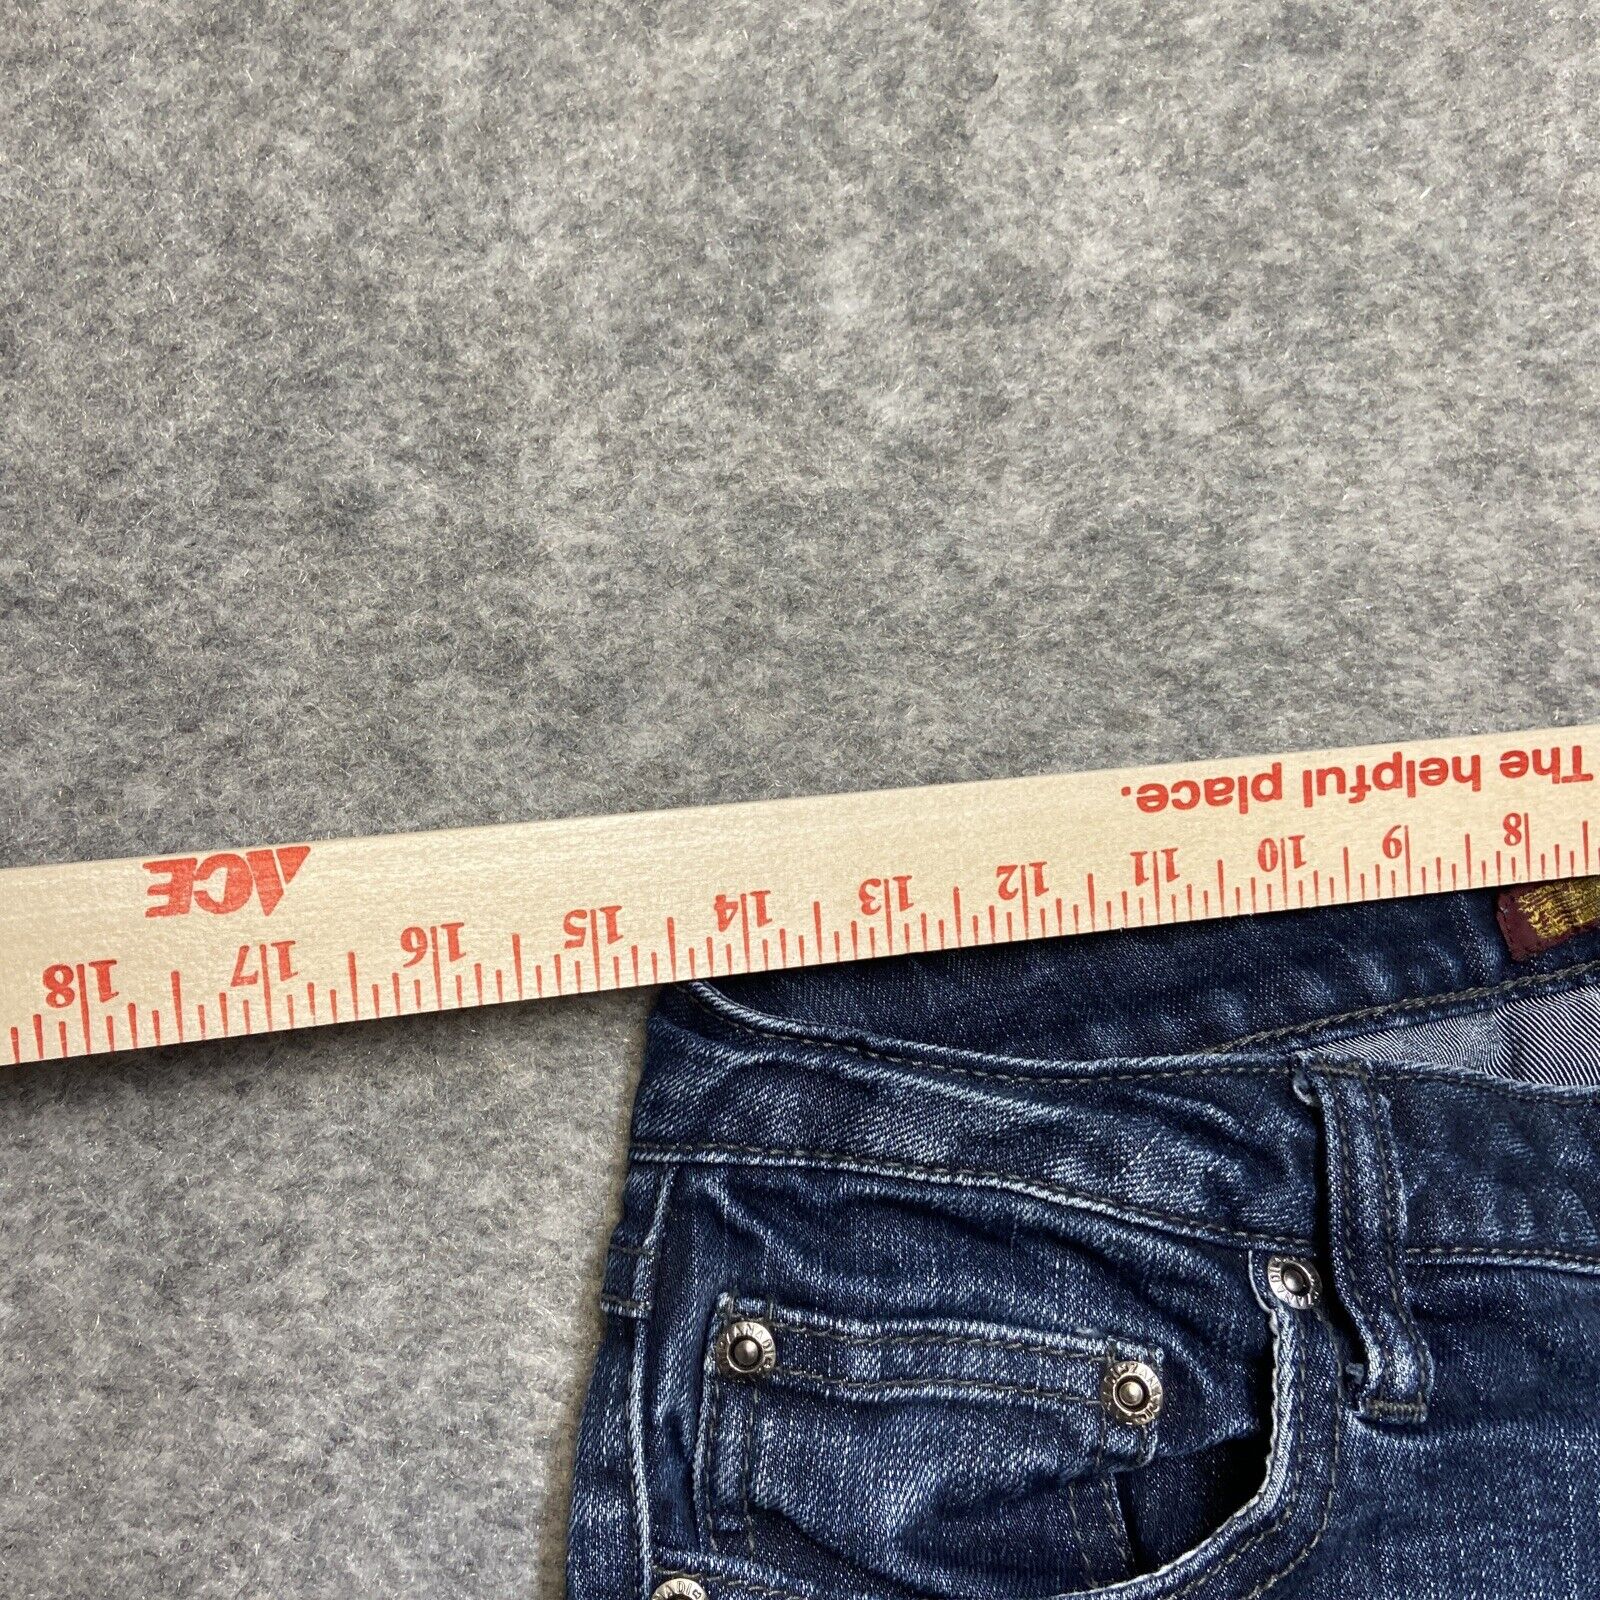 The helpful place.
ACE
8 9 10 11 12 13 14 15 16 17 18